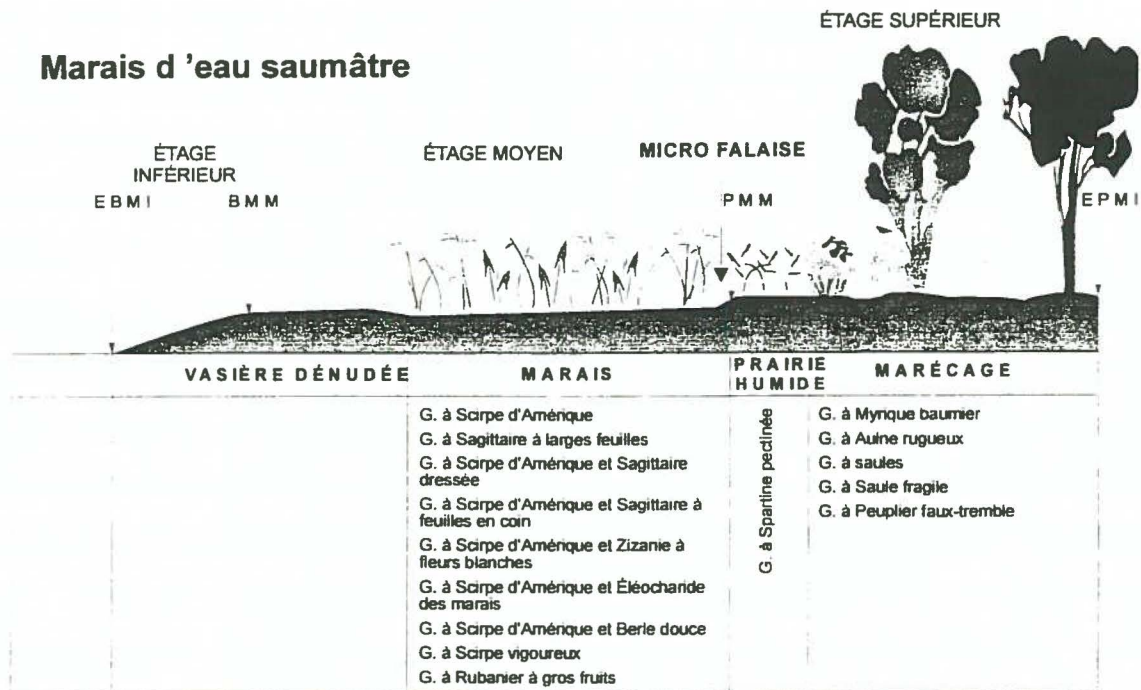 ÉTAGE SUPÉRIEUR
Marais d 'eau saumâtre
ÉTAGE
INFÉRIEUR
ÉTAGE MOYEN
MICRO FALAISE
EBMI
BMM
PMM
EPMI
VASIÈRE DÉNUDÉE
MARAIS
PRAIRIE
HUMIDE
MARÉCAGE
G. à Scirpe d'Amérique
G. à Sagittaire à larges feuilles
G. à Scirpe d'Amérique et Sagittaire
dressée
G. à Scirpe d'Amérique et Sagittaire à
feuilles en coin
G. à Scirpe d'Amérique et Zizanie à
fleurs blanches
G. à Scirpe d'Amérique et Éléocharide
des marais
G. à Scirpe d'Amérique et Berle douce
G. à Scirpe vigoureux
G. à Rubanier à gros fruits
G. à Spartine pectinée
G. à Myrique baumier
G. à Aulne rugueux
G. à saules
G. à Saule fragile
G. à Peuplier faux-tremble